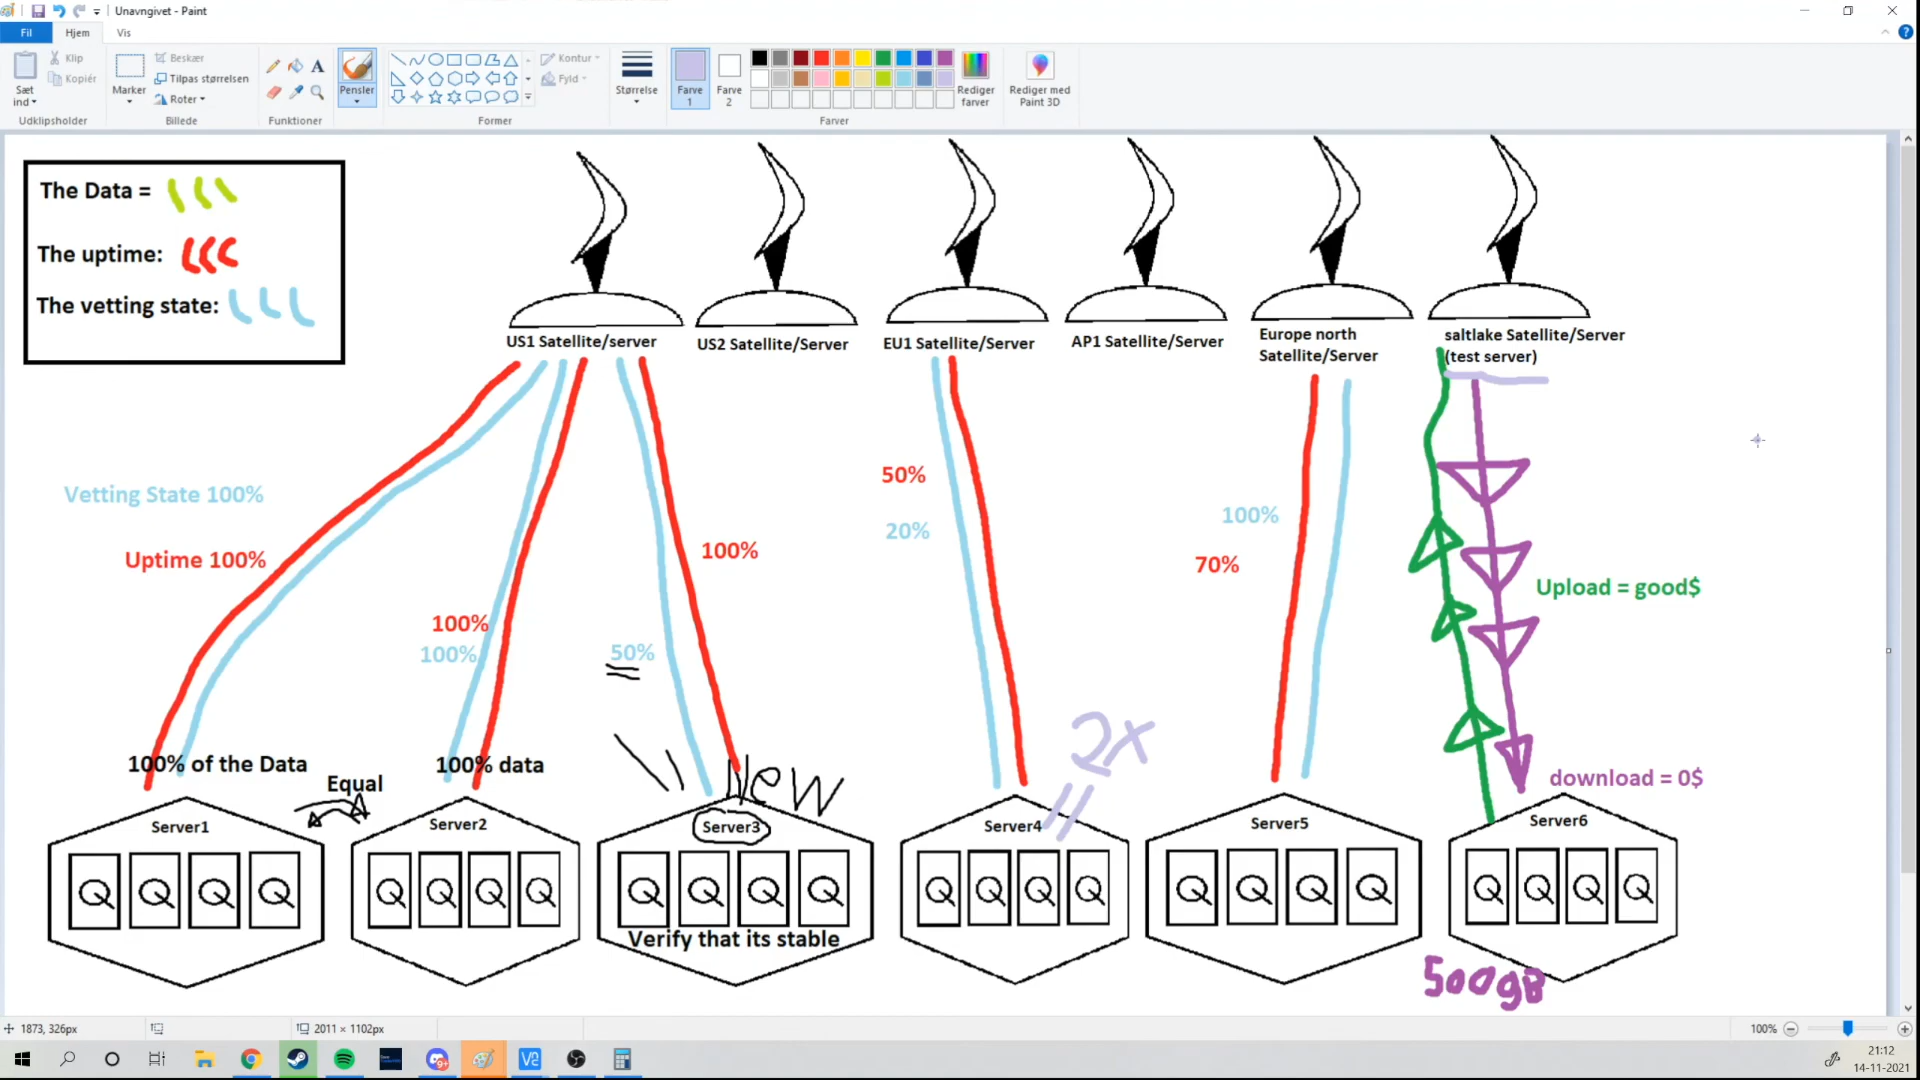 Unavngivet - Paint
Fil
Hjem
Vis
Sæt ind
Klip
Kopiér
Udklipsholder
Marker
Beskær
Tilpas størrelsen
Roter
Billede
A
Funktioner
Pensler
Kontur
Fyld
Former
Størrelse
Farve 1
Farve 2
Rediger farver
Rediger med Paint 3D
Farver
The Data =
The uptime:
The vetting state:
US1 Satellite/server
US2 Satellite/Server
EU1 Satellite/Server
AP1 Satellite/Server
Europe north
Satellite/Server
saltlake Satellite/Server
(test server)
Vetting State 100%
Uptime 100%
100%
100%
100%
50%
50%
20%
100%
70%
Upload = good$
download = 0$
100% of the Data
Equal
100% data
New
2x
Server1
Server2
Server3
Server4
Server5
Server6
Verify that its stable
500gB
1873, 326px
2011 × 1102px
100%
21:12
14-11-2021